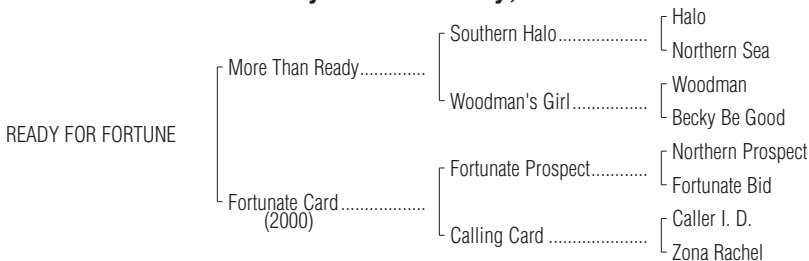 Halo
Southern Halo....................
Northern Sea
More Than Ready..............
Woodman
Woodman's Girl.................
Becky Be Good
READY FOR FORTUNE
Northern Prospect
Fortunate Prospect.............
Fortunate Bid
Fortunate Card...................
(2000)
Caller I. D.
Calling Card ......................
Zona Rachel